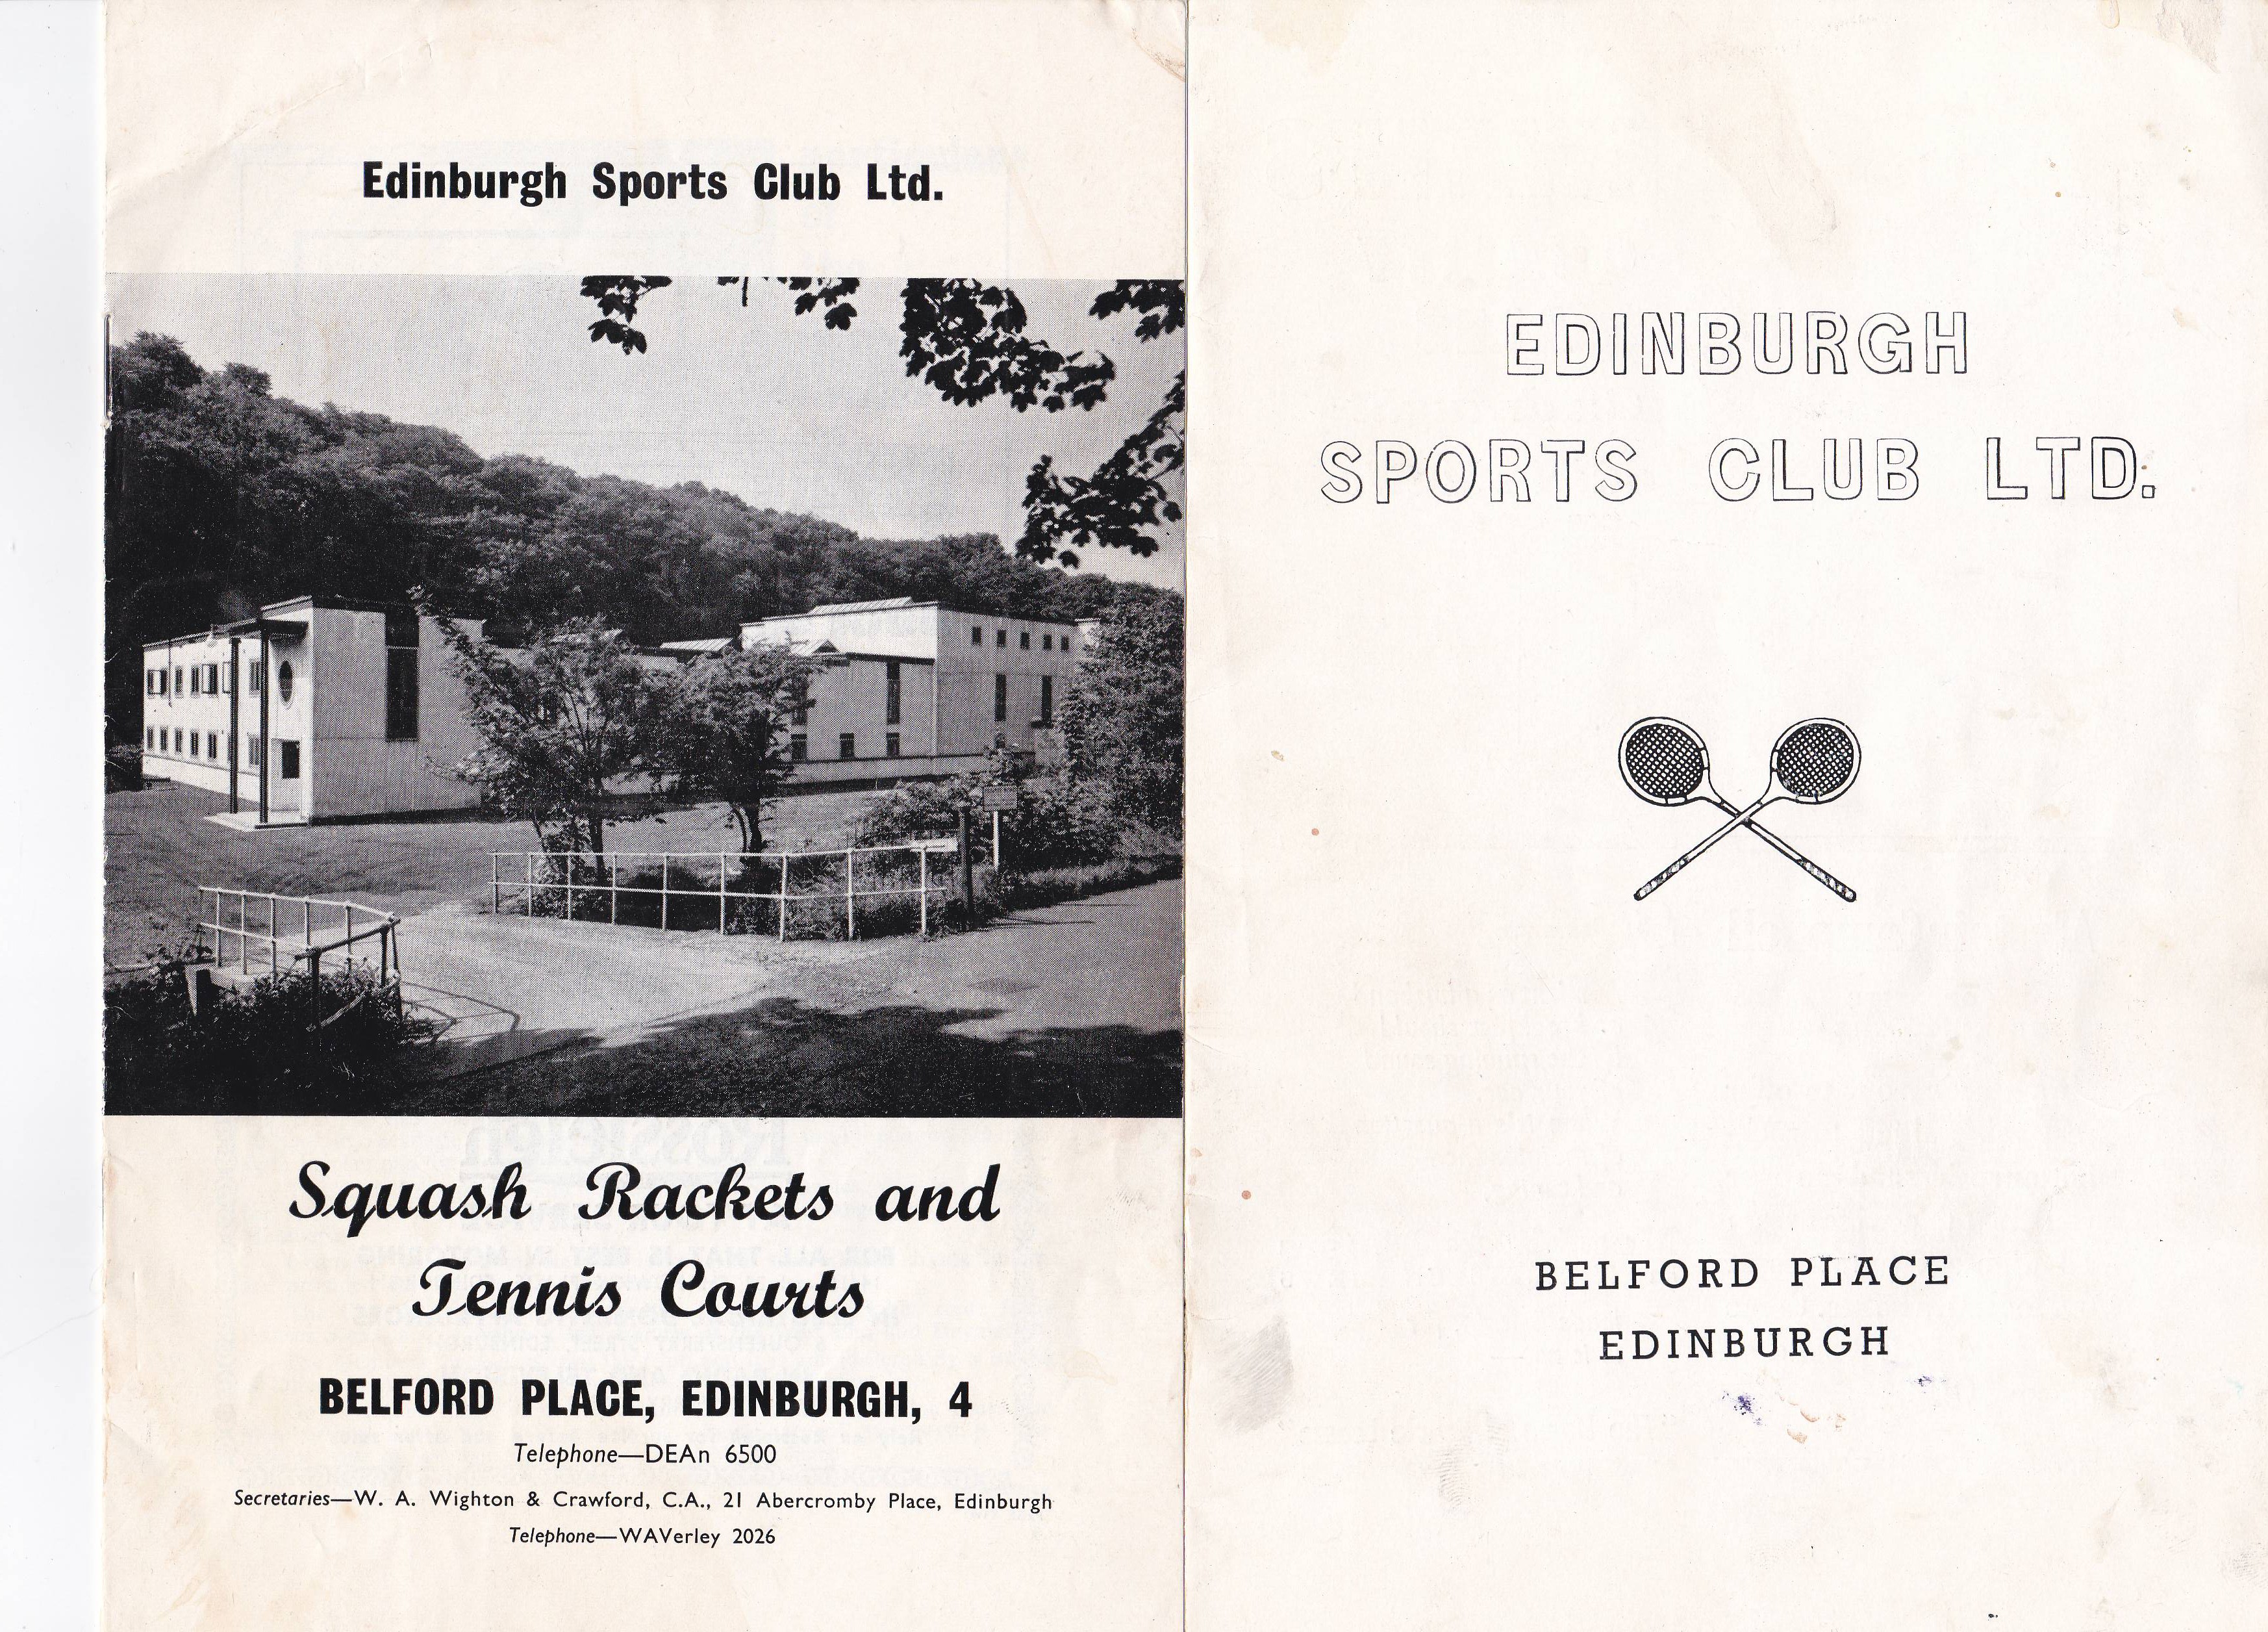 Edinburgh Sports Club Ltd.
Squash Rackets and
Tennis Courts
BELFORD PLACE, EDINBURGH, 4
Telephone—DEAn 6500
Secretaries—W. A. Wighton & Crawford, C.A., 21 Abercromby Place, Edinburgh
Telephone—WAVerley 2026
EDINBURGH
SPORTS CLUB LTD.
BELFORD PLACE
EDINBURGH